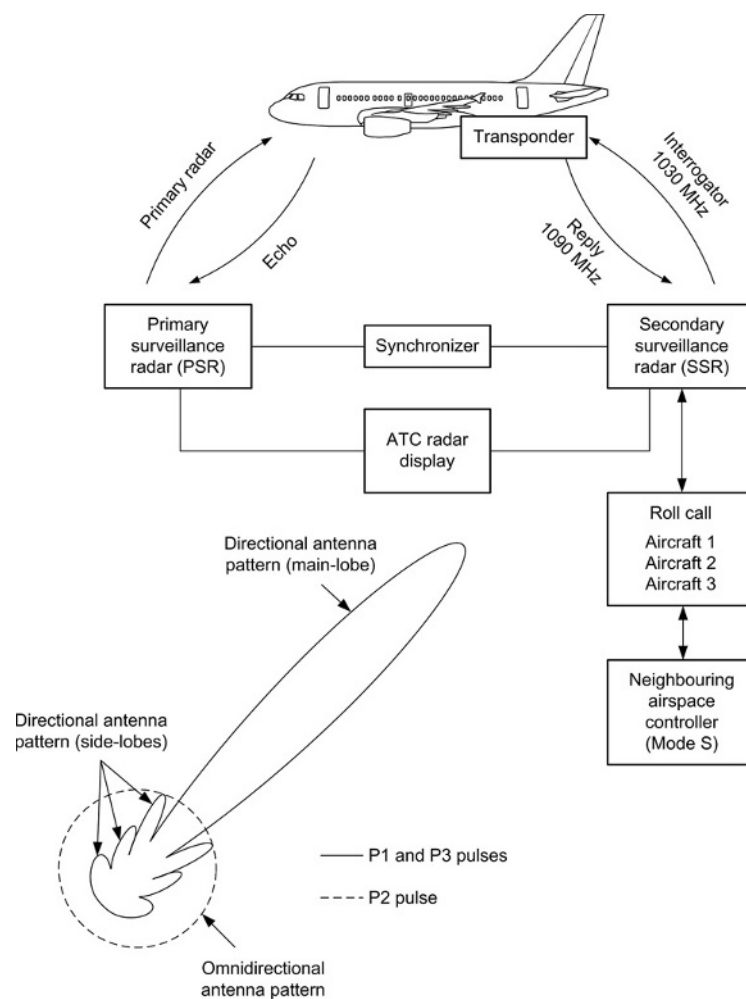 Transponder
Primary radar
Echo
Interrogator
1030 MHz
Reply
1090 MHz
Primary
surveillance
radar (PSR)
Synchronizer
Secondary
surveillance
radar (SSR)
ATC radar
display
Roll call
Aircraft 1
Aircraft 2
Aircraft 3
Neighbouring
airspace
controller
(Mode S)
Directional antenna
pattern (main-lobe)
Directional antenna
pattern (side-lobes)
P1 and P3 pulses
P2 pulse
Omnidirectional
antenna pattern